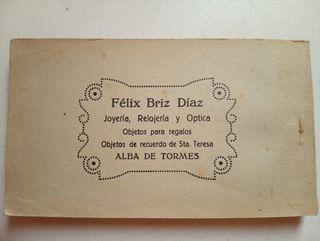 Félix Briz Díaz
Joyería, Relojería y Optica
Objetos para regalos
Objetos de recuerdo de Sta. Teresa
ALBA DE TORMES